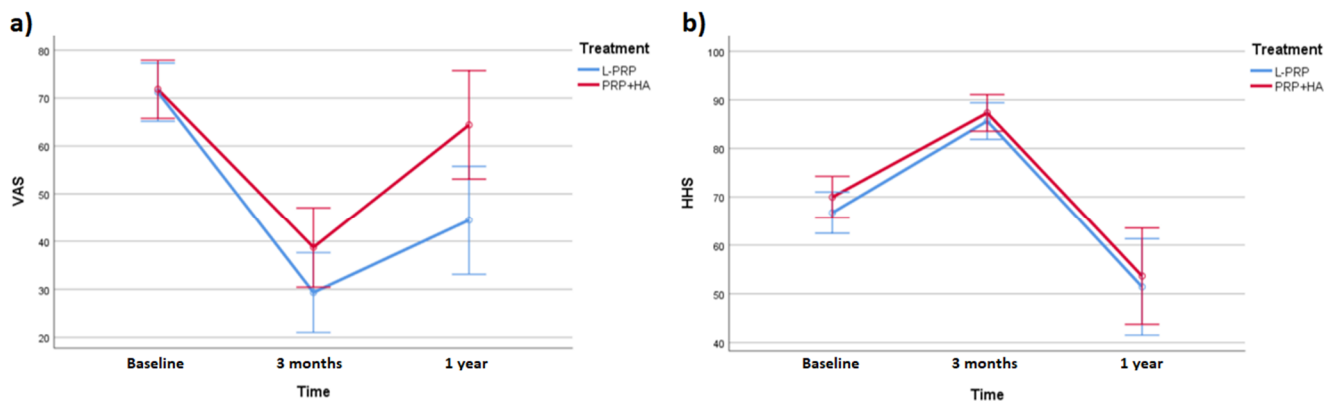 a)
Treatment
L-PRP
PRP+HA
VAS
80
70
60
50
40
30
20
Baseline
3 months
1 year
Time
b)
Treatment
L-PRP
PRP+HA
HHS
100
90
80
70
60
50
40
Baseline
3 months
1 year
Time